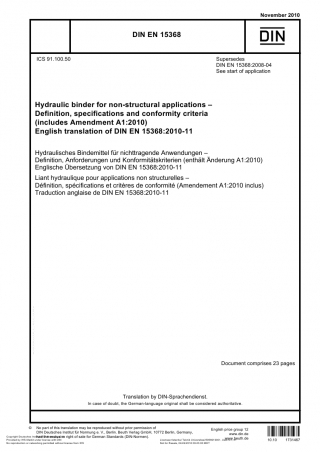 November 2010
DIN EN 15368
DIN
ICS 91.100.50
Supersedes
DIN EN 15368:2008-04
See start of application
Hydraulic binder for non-structural applications –
Definition, specifications and conformity criteria
(includes Amendment A1:2010)
English translation of DIN EN 15368:2010-11
Hydraulisches Bindemittel für nichttragende Anwendungen –
Definition, Anforderungen und Konformitätskriterien (enthält Änderung A1:2010)
Englische Übersetzung von DIN EN 15368:2010-11
Liant hydraulique pour applications non structurelles –
Définition, spécifications et critères de conformité (Amendement A1:2010 inclus)
Traduction anglaise de DIN EN 15368:2010-11
Document comprises 23 pages
Translation by DIN-Sprachendienst.
In case of doubt, the German-language original shall be considered authoritative.
© No part of this translation may be reproduced without prior permission of
DIN Deutsches Institut für Normung e. V., Berlin. Beuth Verlag GmbH, 10772 Berlin, Germany,
right of sale for German Standards (DIN-Normen).
English price group 12
www.din.de
www.beuth.de
10.10